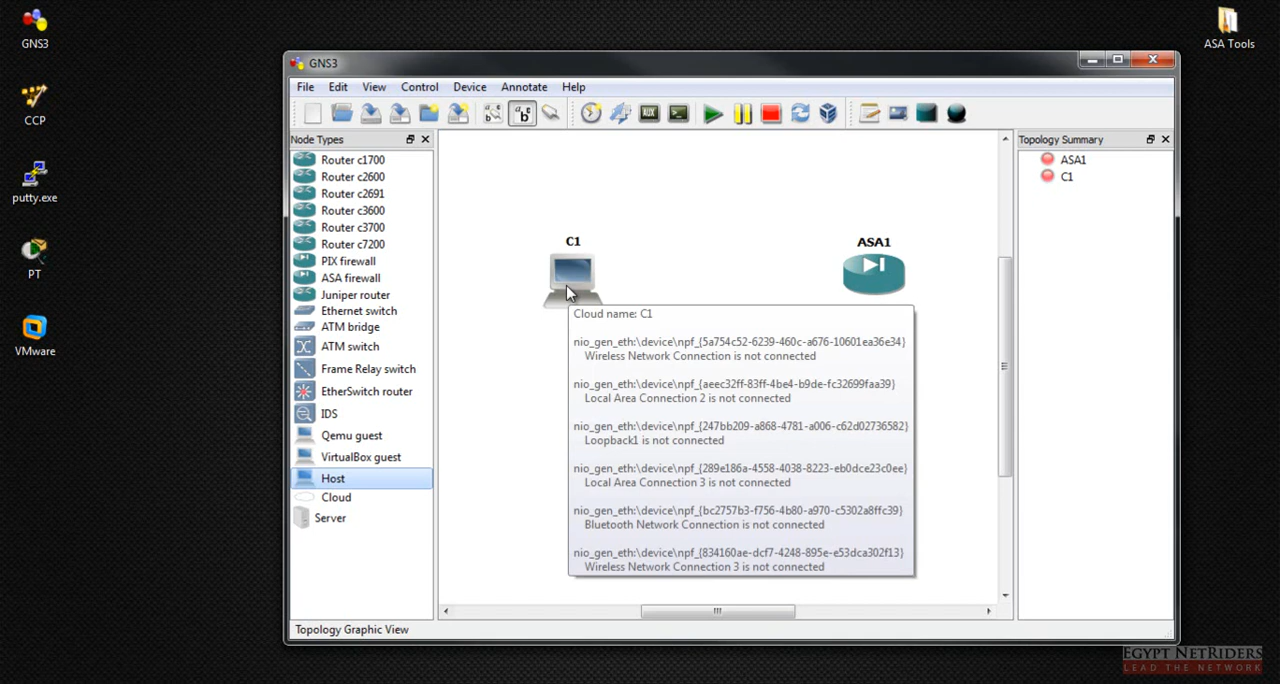 GNS3
CCP
putty.exe
PT
VMware
ASA Tools
GNS3
File Edit View Control Device Annotate Help
AUX
Node Types
Router c1700
Router c2600
Router c2691
Router c3600
Router c3700
Router c7200
PIX firewall
ASA firewall
Juniper router
Ethernet switch
ATM bridge
ATM switch
Frame Relay switch
EtherSwitch router
IDS
Qemu guest
VirtualBox guest
Host
Cloud
Server
C1
ASA1
Cloud name: C1
nio_gen_eth:\device\npf_{5a754c52-6239-460c-a676-10601ea36e34}
Wireless Network Connection is not connected
nio_gen_eth:\device\npf_{aeec32ff-83ff-4be4-b9de-fc32699faa39}
Local Area Connection 2 is not connected
nio_gen_eth:\device\npf_{247bb209-a868-4781-a006-c62d02736582}
Loopback1 is not connected
nio_gen_eth:\device\npf_{289e186a-4558-4038-8223-eb0dce23c0ee}
Local Area Connection 3 is not connected
nio_gen_eth:\device\npf_{bc2757b3-f756-4b80-a970-c5302a8ffc39}
Bluetooth Network Connection is not connected
nio_gen_eth:\device\npf_{834160ae-dcf7-4248-895e-e53dca302f13}
Wireless Network Connection 3 is not connected
Topology Summary
ASA1
C1
Topology Graphic View
EGYPT NETRIDERS
LEAD THE NETWORK